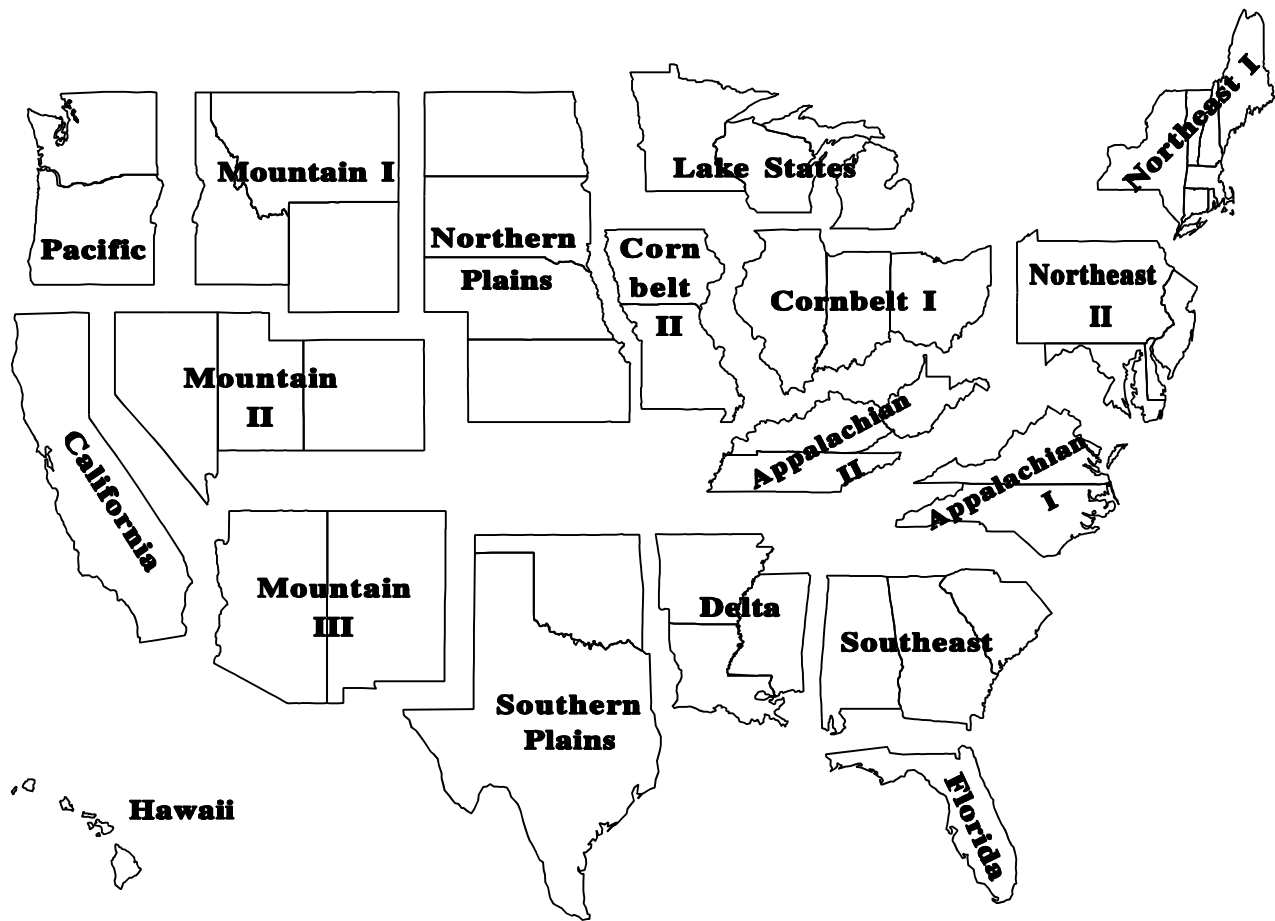 Northeast I
Mountain I
Lake States
Pacific
Northern
Plains
Corn
belt
II
Cornbelt I
Northeast
II
Mountain
II
California
Appalachian
II
Appalachian
I
Mountain
III
Delta
Southeast
Southern
Plains
Hawaii
Florida